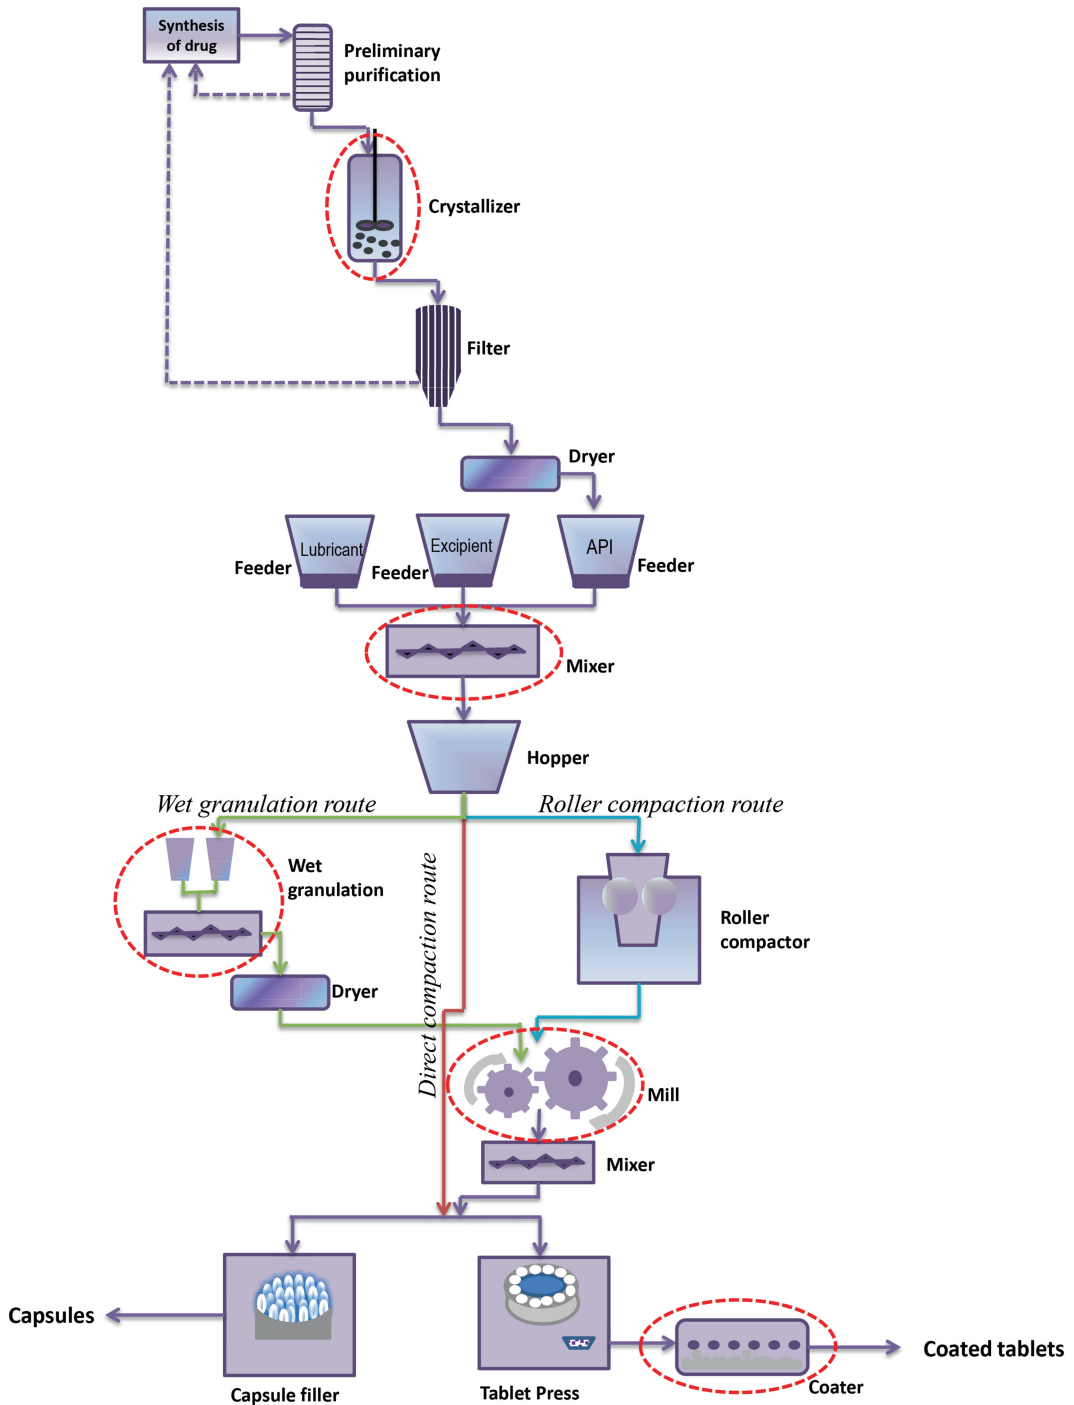 Synthesis
of drug
Preliminary
purification
Crystallizer
Filter
Dryer
Lubricant
Excipient
API
Feeder
Feeder
Feeder
Mixer
Hopper
Wet granulation route
Roller compaction route
Direct compaction route
Wet
granulation
Roller
compactor
Dryer
Mill
Mixer
Capsules
Capsule filler
Tablet Press
Coater
Coated tablets